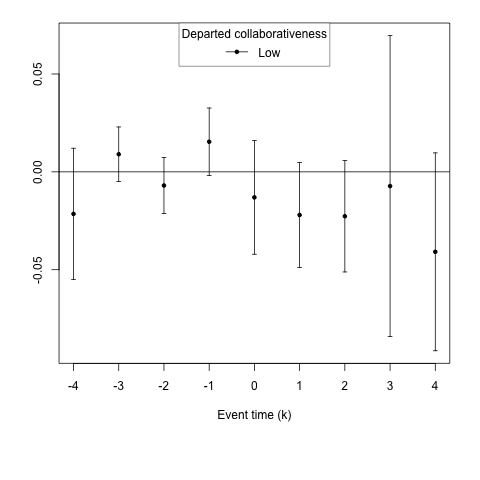 Departed collaborativeness
Low
0.05
0.00
-0.05
-4 -3 -2 -1 0 1 2 3 4
Event time (k)